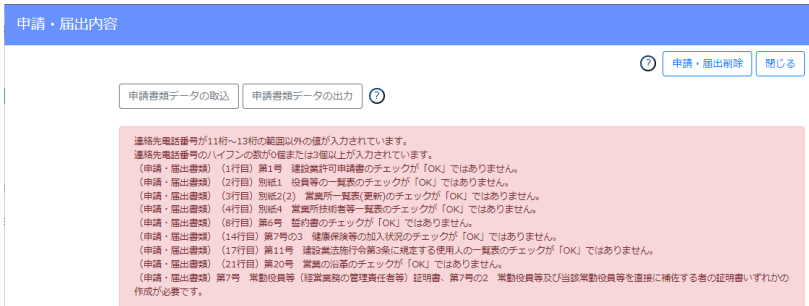 申請・届出内容
? 申請・届出削除 閉じる
申請書類データの取込 申請書類データの出力 ?
連絡先電話番号が11桁～13桁の範囲以外の値が入力されています。
連絡先電話番号のハイフンの数が0個または3個以上が入力されています。
（申請・届出書類）（1行目）第1号　建設業許可申請書のチェックが「OK」ではありません。
（申請・届出書類）（2行目）別紙1　役員等の一覧表のチェックが「OK」ではありません。
（申請・届出書類）（3行目）別紙2(2)　営業所一覧表(更新)のチェックが「OK」ではありません。
（申請・届出書類）（4行目）別紙4　営業所技術者等一覧表のチェックが「OK」ではありません。
（申請・届出書類）（8行目）第6号　誓約書のチェックが「OK」ではありません。
（申請・届出書類）（14行目）第7号の3　健康保険等の加入状況のチェックが「OK」ではありません。
（申請・届出書類）（17行目）第11号　建設業法施行令第3条に規定する使用人の一覧表のチェックが「OK」ではありません。
（申請・届出書類）（21行目）第20号　営業の沿革のチェックが「OK」ではありません。
（申請・届出書類）第7号　常勤役員等（経営業務の管理責任者等）証明書、第7号の2　常勤役員等及び当該常勤役員等を直接に補佐する者の証明書いずれかの
作成が必要です。